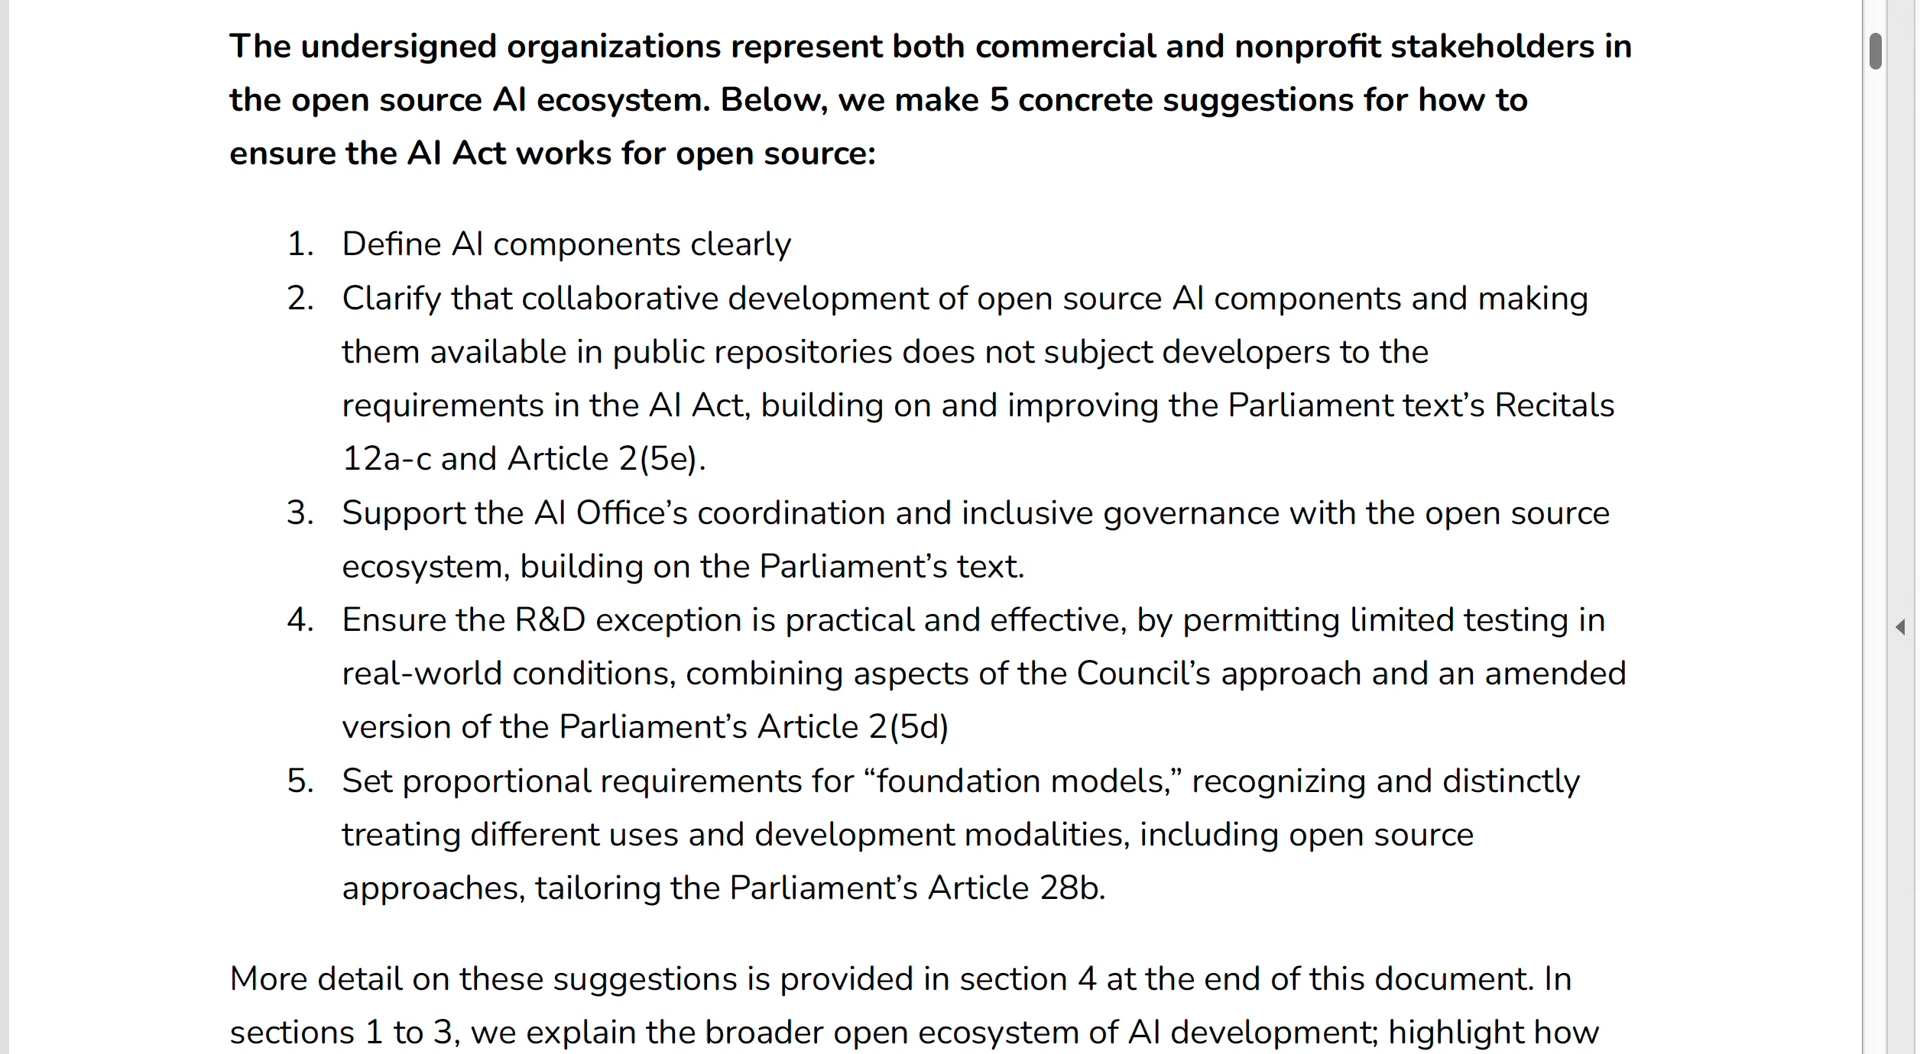 The undersigned organizations represent both commercial and nonprofit stakeholders in
the open source AI ecosystem. Below, we make 5 concrete suggestions for how to
ensure the AI Act works for open source:
1. Define AI components clearly
2. Clarify that collaborative development of open source AI components and making
them available in public repositories does not subject developers to the
requirements in the AI Act, building on and improving the Parliament text’s Recitals
12a-c and Article 2(5e).
3. Support the AI Office’s coordination and inclusive governance with the open source
ecosystem, building on the Parliament’s text.
4. Ensure the R&D exception is practical and effective, by permitting limited testing in
real-world conditions, combining aspects of the Council’s approach and an amended
version of the Parliament’s Article 2(5d)
5. Set proportional requirements for “foundation models,” recognizing and distinctly
treating different uses and development modalities, including open source
approaches, tailoring the Parliament’s Article 28b.
More detail on these suggestions is provided in section 4 at the end of this document. In
sections 1 to 3, we explain the broader open ecosystem of AI development; highlight how